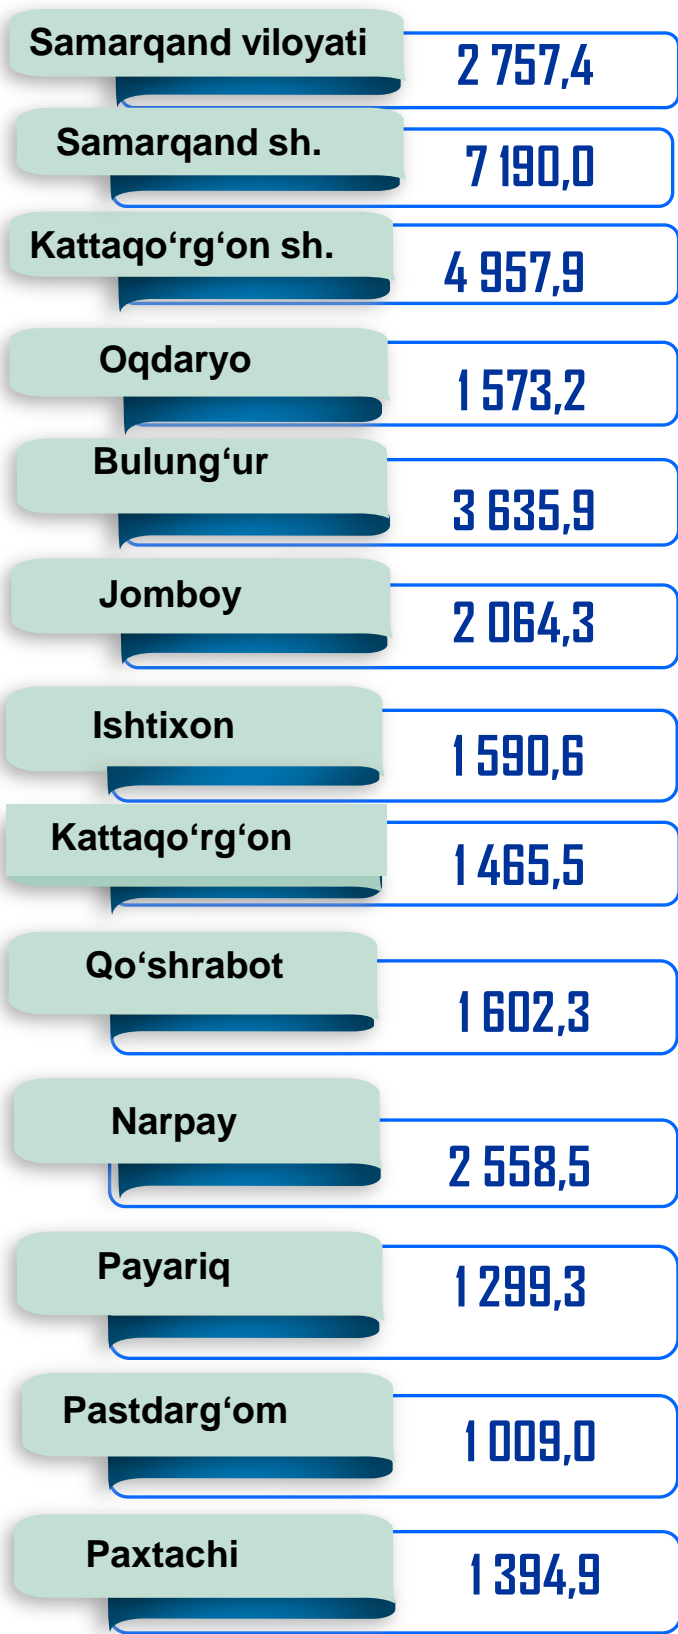 Samarqand viloyati
2 757,4
Samarqand sh.
7 190,0
Kattaqo‘rg‘on sh.
4 957,9
Oqdaryo
1 573,2
Bulung‘ur
3 635,9
Jomboy
2 064,3
Ishtixon
1 590,6
Kattaqo‘rg‘on
1 465,5
Qo‘shrabot
1 602,3
Narpay
2 558,5
Payariq
1 299,3
Pastdarg‘om
1 009,0
Paxtachi
1 394,9